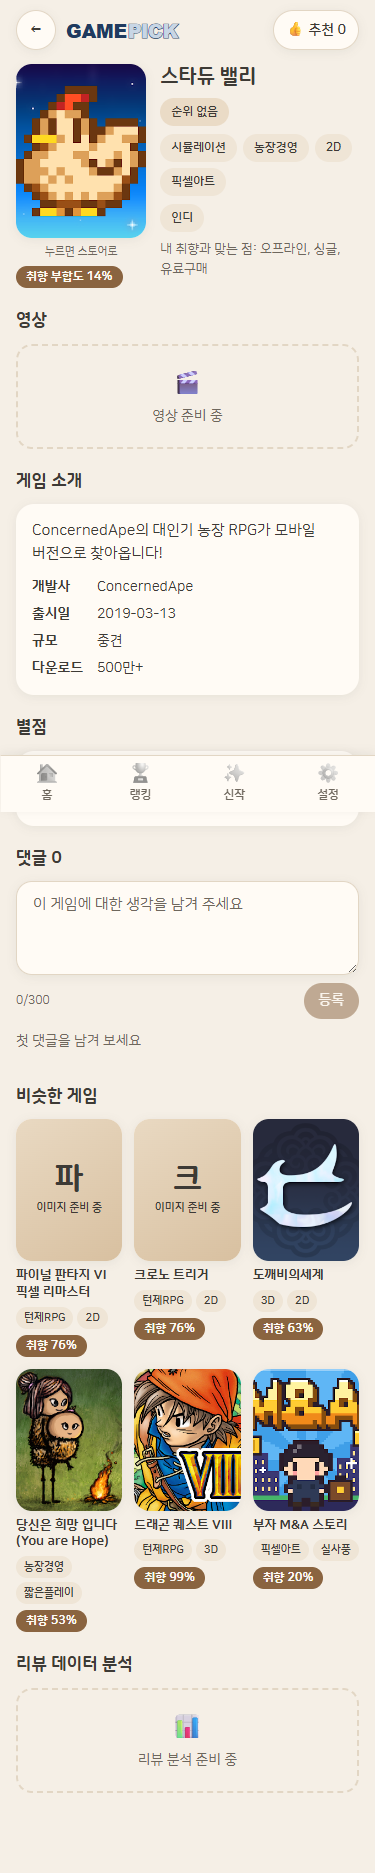 ←
GAMEPICK
👍 추천 0
스타듀 밸리
순위 없음
시뮬레이션 농장경영 2D
픽셀아트
인디
내 취향과 맞는 점: 오프라인, 싱글,
유료구매
누르면 스토어로
취향 부합도 14%
영상
영상 준비 중
게임 소개
ConcernedApe의 대인기 농장 RPG가 모바일
버전으로 찾아옵니다!
개발사 ConcernedApe
출시일 2019-03-13
규모 중견
다운로드 500만+
별점
홈 랭킹 신작 설정
댓글 0
이 게임에 대한 생각을 남겨 주세요
0/300
등록
첫 댓글을 남겨 보세요
비슷한 게임
파
이미지 준비 중
크
이미지 준비 중
파이널 판타지 VI
픽셀 리마스터
턴제RPG 2D
취향 76%
크로노 트리거
턴제RPG 2D
취향 76%
도깨비의세계
3D 2D
취향 63%
VIII
M&A
당신은 희망 입니다
(You are Hope)
농장경영
짧은플레이
취향 53%
드래곤 퀘스트 VIII
턴제RPG 3D
취향 99%
부자 M&A 스토리
픽셀아트 실사풍
취향 20%
리뷰 데이터 분석
리뷰 분석 준비 중